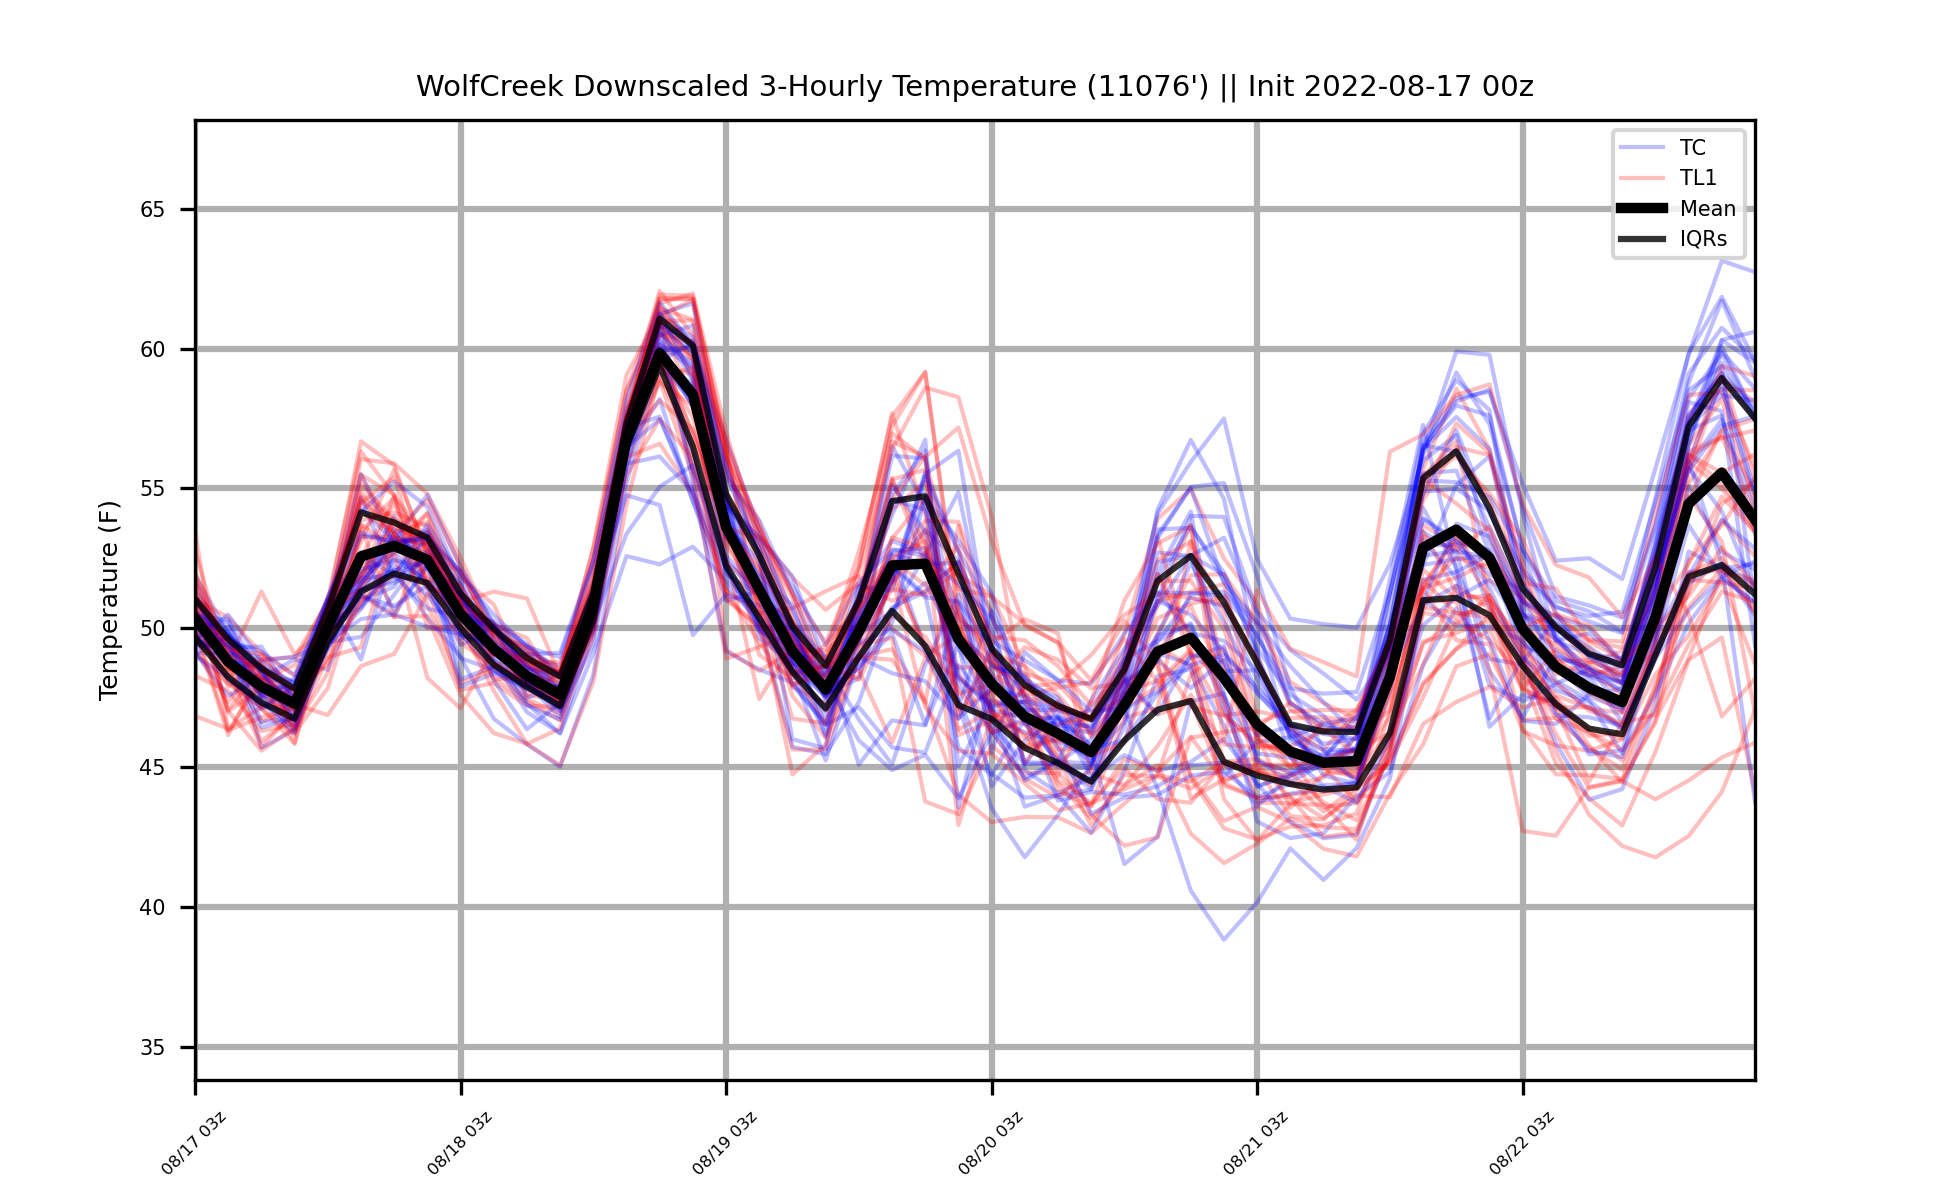 WolfCreek Downscaled 3-Hourly Temperature (11076') || Init 2022-08-17 00z
TC
TL1
Mean
IQRs
Temperature (F)
65
60
55
50
45
40
35
08/17 03z
08/18 03z
08/19 03z
08/20 03z
08/21 03z
08/22 03z